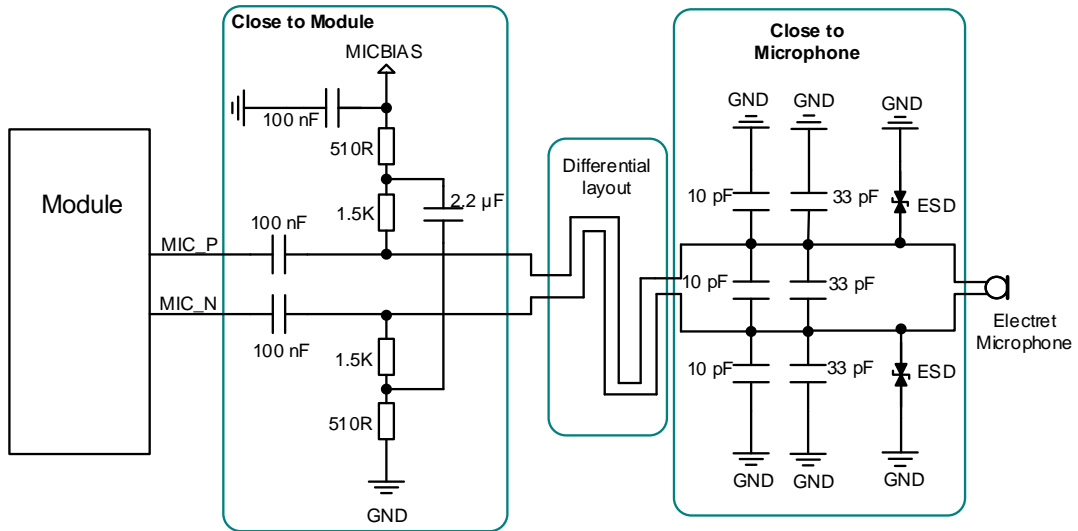 Close to Module
MICBIAS
100 nF
510R
2.2 µF
1.5K
Module
100 nF
MIC_P
MIC_N
100 nF
1.5K
510R
GND
Differential
layout
Close to
Microphone
GND
GND
GND
10 pF
33 pF
ESD
10 pF
33 pF
Electret
Microphone
10 pF
33 pF
ESD
GND
GND
GND